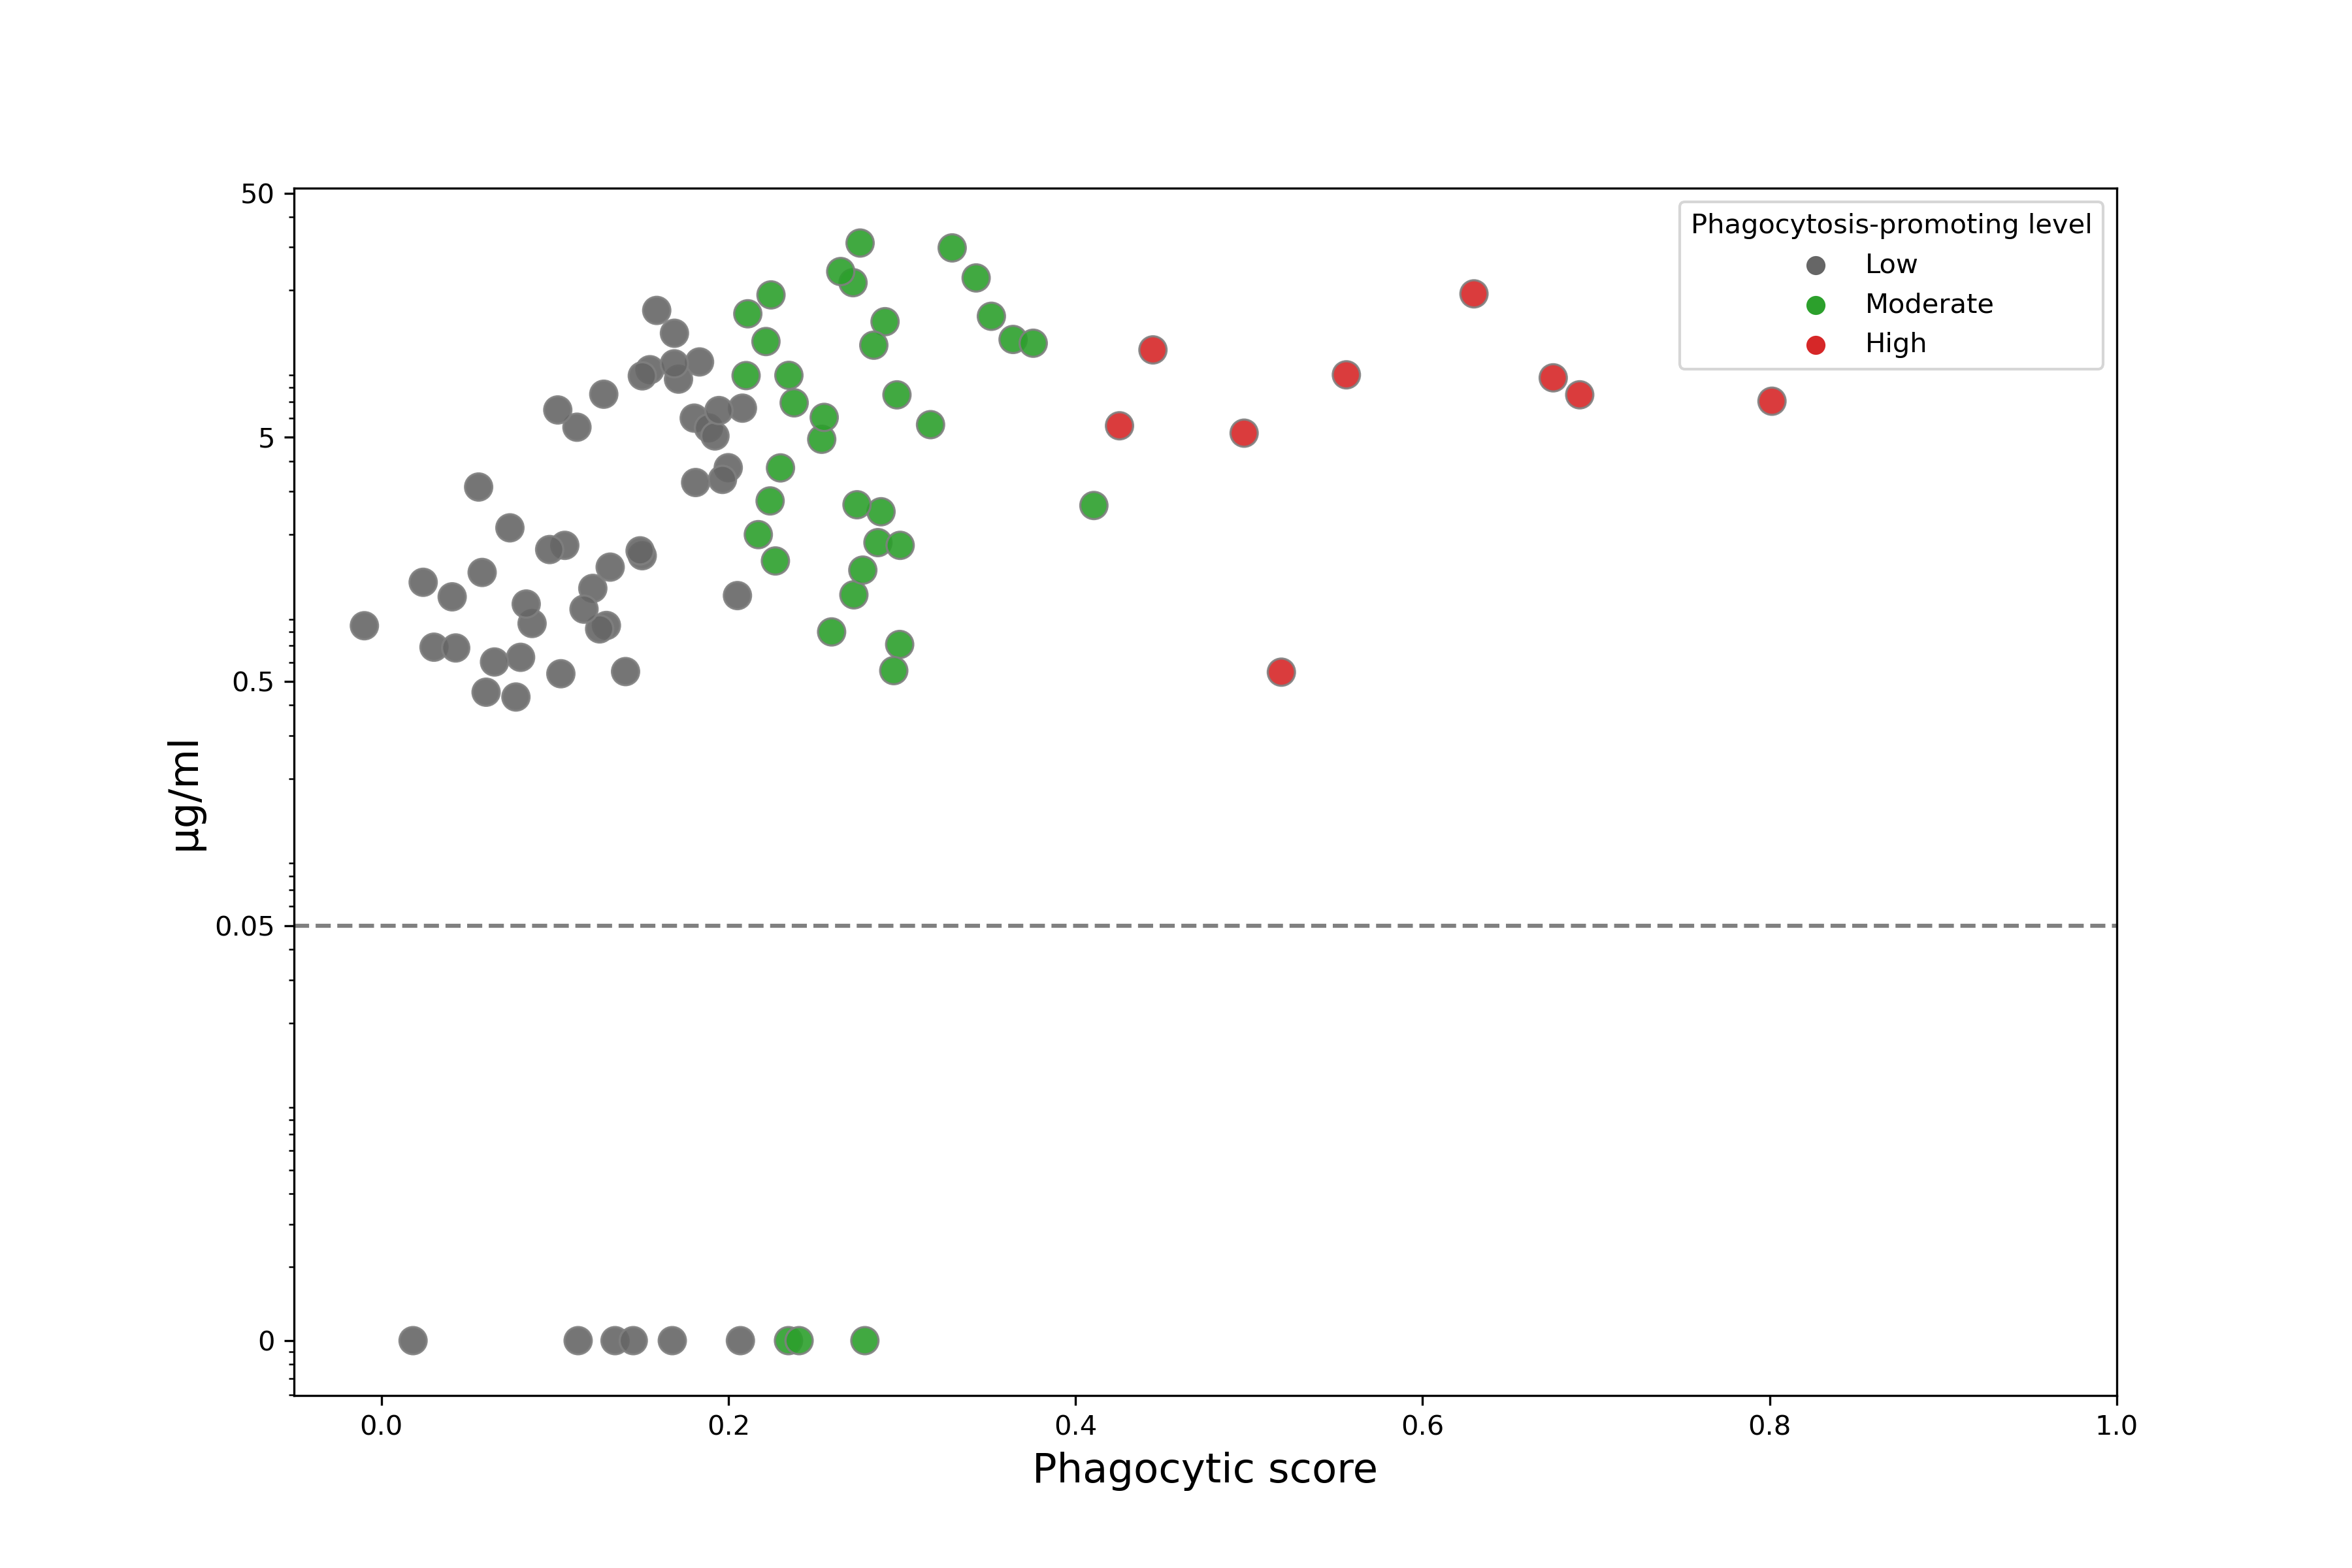 50
5
0.5
0.05
0
µg/ml
Phagocytosis-promoting level
Low
Moderate
High
0.0 0.2 0.4 0.6 0.8 1.0
Phagocytic score